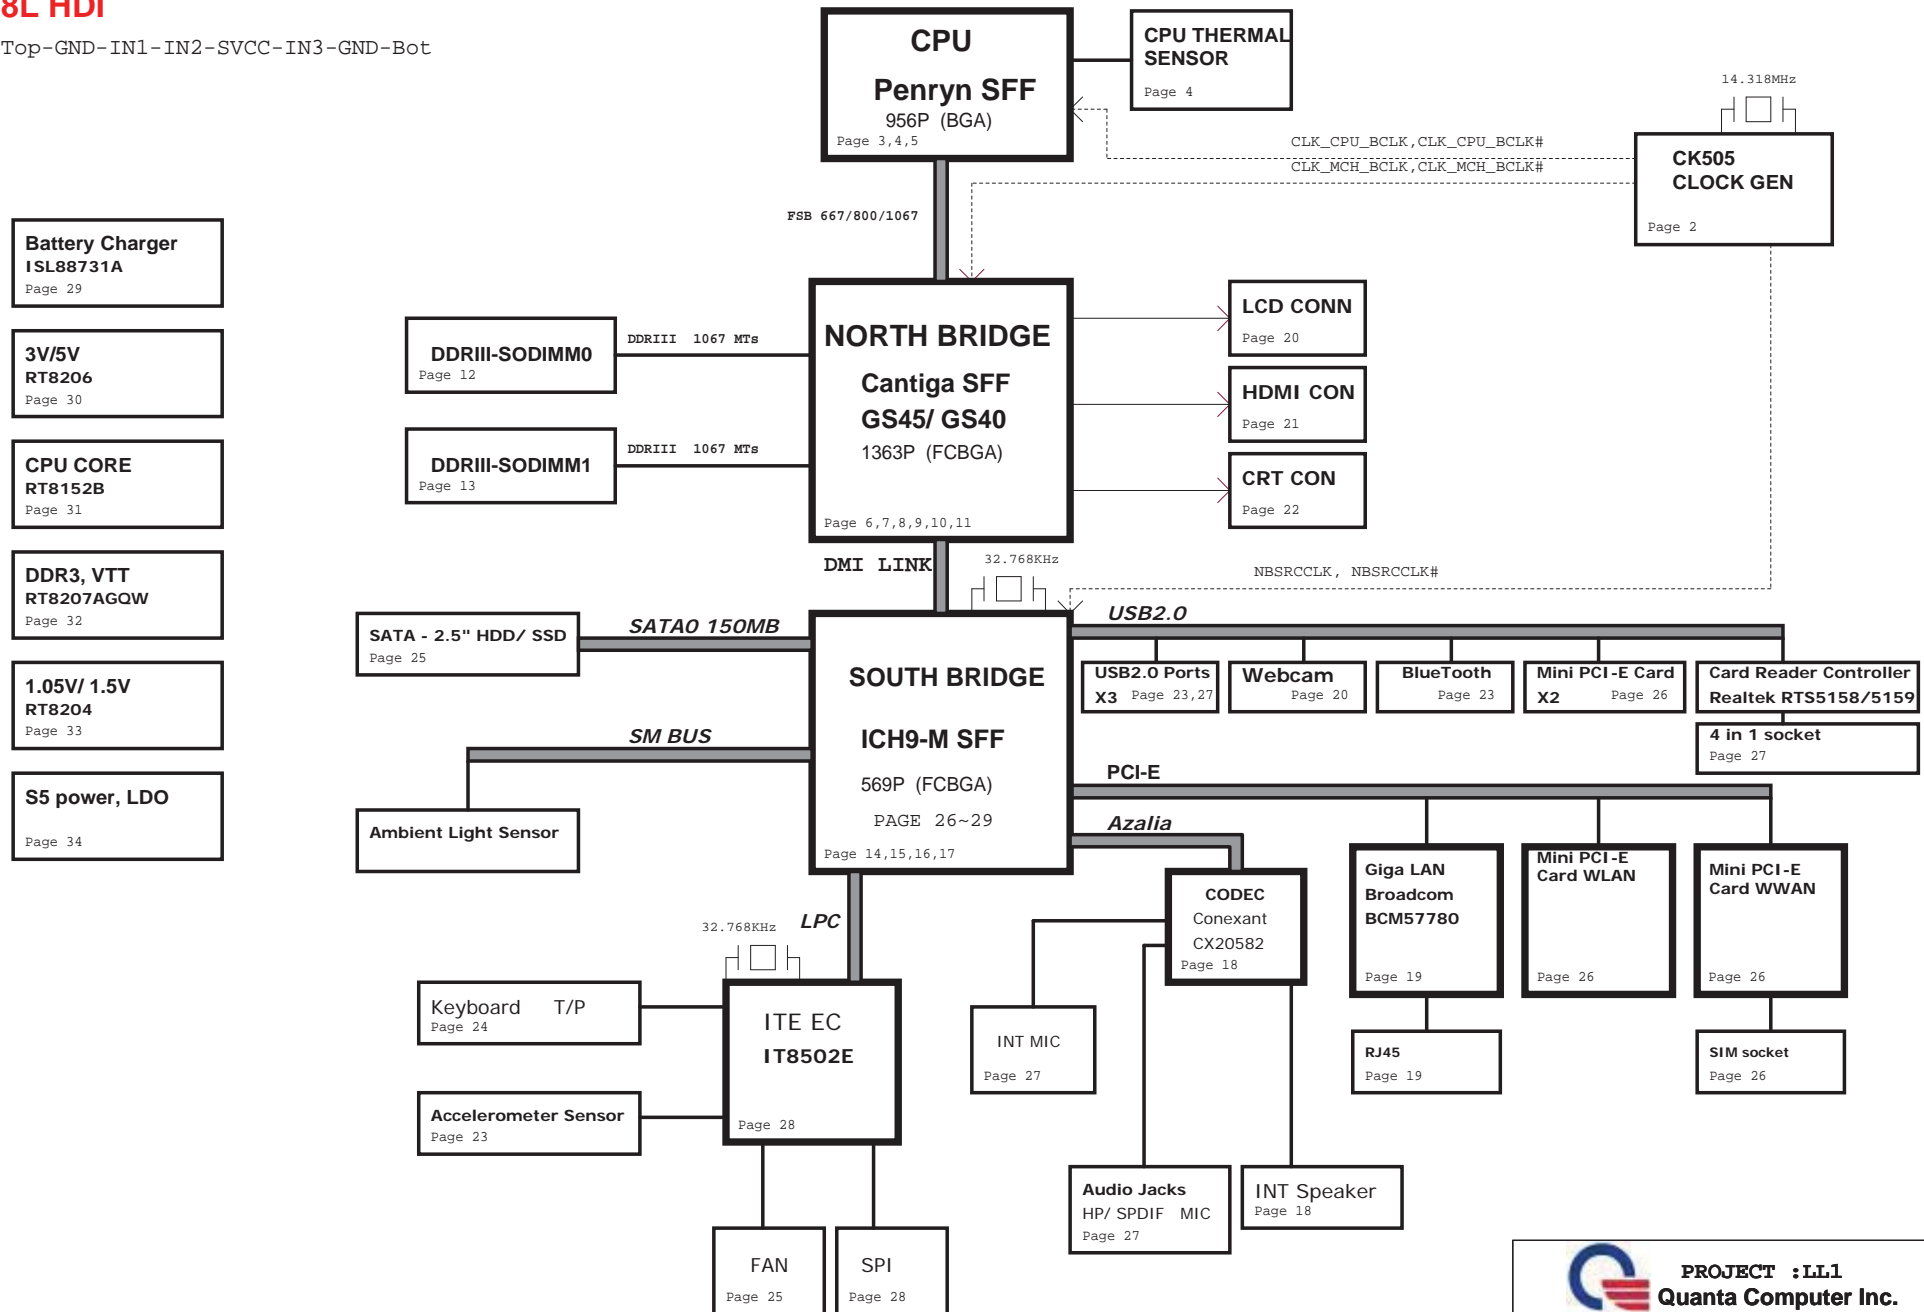 8L HDI
Top-GND-IN1-IN2-SVCC-IN3-GND-Bot
CPU
Penryn SFF
956P (BGA)
Page 3,4,5
CPU THERMAL
SENSOR
Page 4
14.318MHz
CK505
CLOCK GEN
Page 2
CLK_CPU_BCLK,CLK_CPU_BCLK#
CLK_MCH_BCLK,CLK_MCH_BCLK#
FSB 667/800/1067
Battery Charger
ISL88731A
Page 29
3V/5V
RT8206
Page 30
CPU CORE
RT8152B
Page 31
DDR3, VTT
RT8207AGQW
Page 32
1.05V/ 1.5V
RT8204
Page 33
S5 power, LDO
Page 34
DDRIII-SODIMM0
Page 12
DDRIII 1067 MTs
DDRIII-SODIMM1
Page 13
DDRIII 1067 MTs
NORTH BRIDGE
Cantiga SFF
GS45/ GS40
1363P (FCBGA)
Page 6,7,8,9,10,11
LCD CONN
Page 20
HDMI CON
Page 21
CRT CON
Page 22
DMI LINK
32.768KHz
NBSRCCLK, NBSRCCLK#
SATA - 2.5" HDD/ SSD
Page 25
SATA0 150MB
SM BUS
Ambient Light Sensor
SOUTH BRIDGE
ICH9-M SFF
569P (FCBGA)
PAGE 26~29
Page 14,15,16,17
USB2.0
USB2.0 Ports
X3 Page 23,27
Webcam
Page 20
BlueTooth
Page 23
Mini PCI-E Card
X2 Page 26
Card Reader Controller
Realtek RTS5158/5159
4 in 1 socket
Page 27
PCI-E
Azalia
CODEC
Conexant
CX20582
Page 18
Giga LAN
Broadcom
BCM57780
Page 19
Mini PCI-E
Card WLAN
Page 26
Mini PCI-E
Card WWAN
Page 26
RJ45
Page 19
SIM socket
Page 26
LPC
32.768KHz
Keyboard T/P
Page 24
Accelerometer Sensor
Page 23
ITE EC
IT8502E
Page 28
INT MIC
Page 27
Audio Jacks
HP/ SPDIF MIC
Page 27
INT Speaker
Page 18
FAN
Page 25
SPI
Page 28
PROJECT :LL1
Quanta Computer Inc.